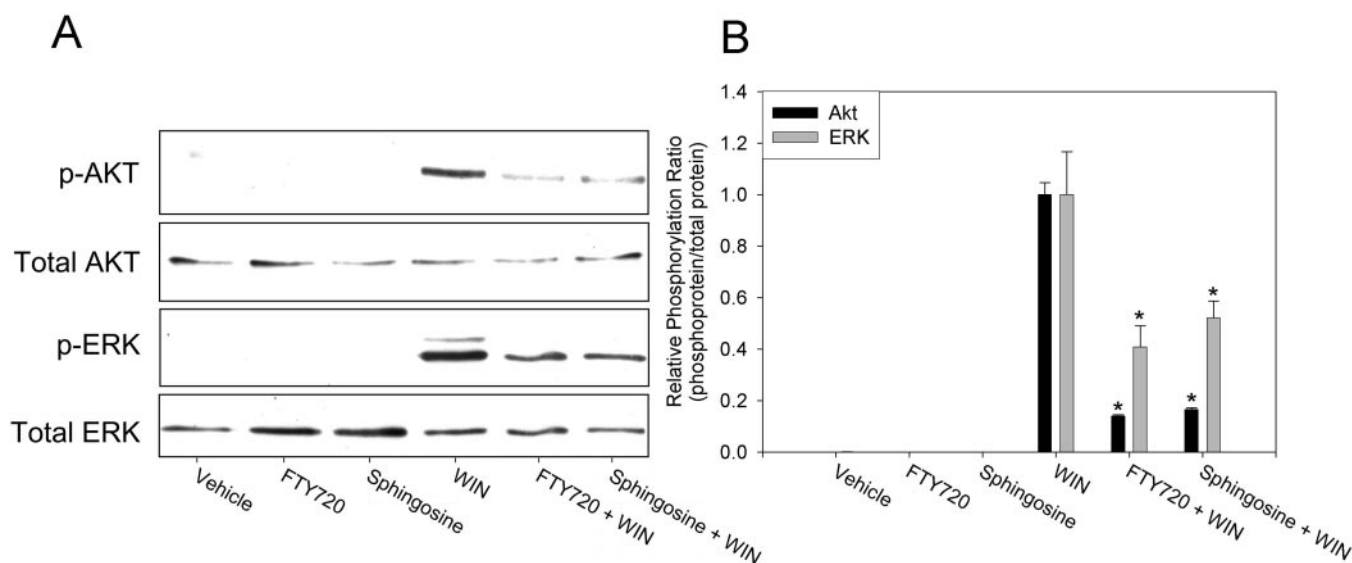 A
p-AKT
Total AKT
p-ERK
Total ERK
Vehicle
FTY720
Sphingosine
WIN
FTY720 + WIN
Sphingosine + WIN
B
Relative Phosphorylation Ratio
(phosphoprotein/total protein)
1.4
1.2
1.0
0.8
0.6
0.4
0.2
0.0
Akt
ERK
*
*
*
*
Vehicle
FTY720
Sphingosine
WIN
FTY720 + WIN
Sphingosine + WIN